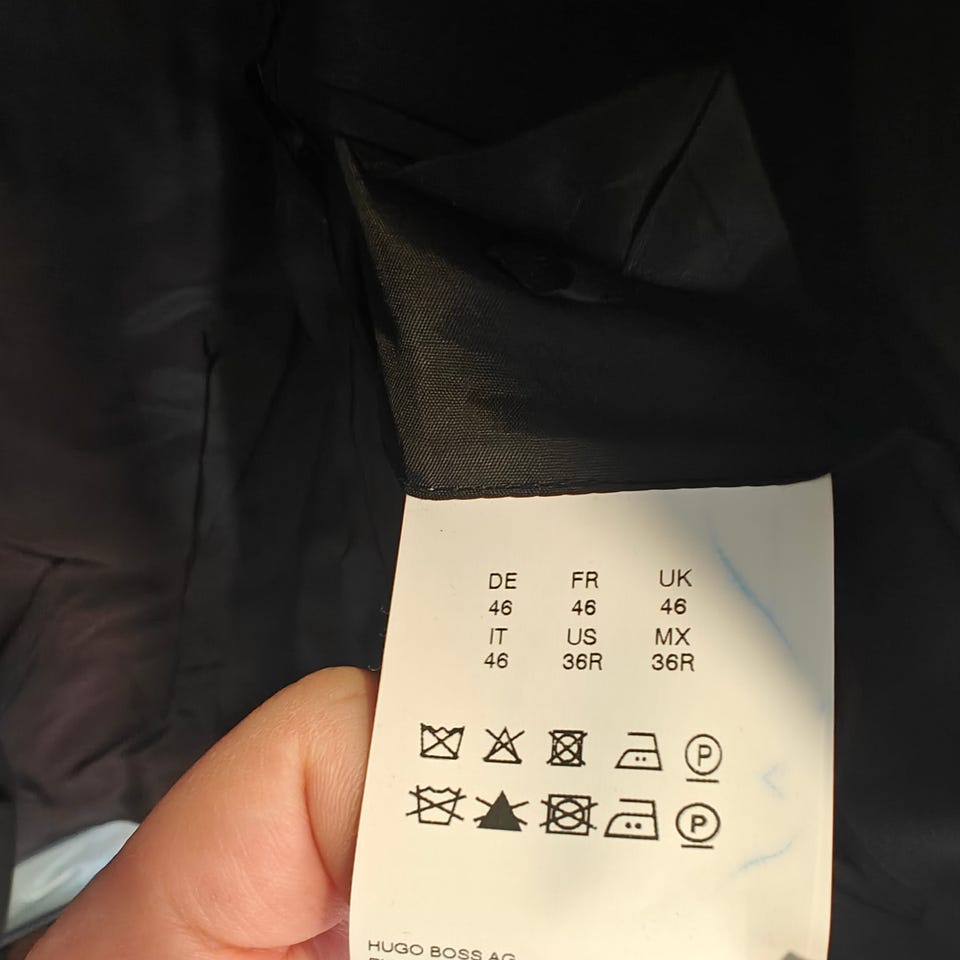 DE FR UK
46 46 46
IT US MX
46 36R 36R
P
P
HUGO BOSS AG